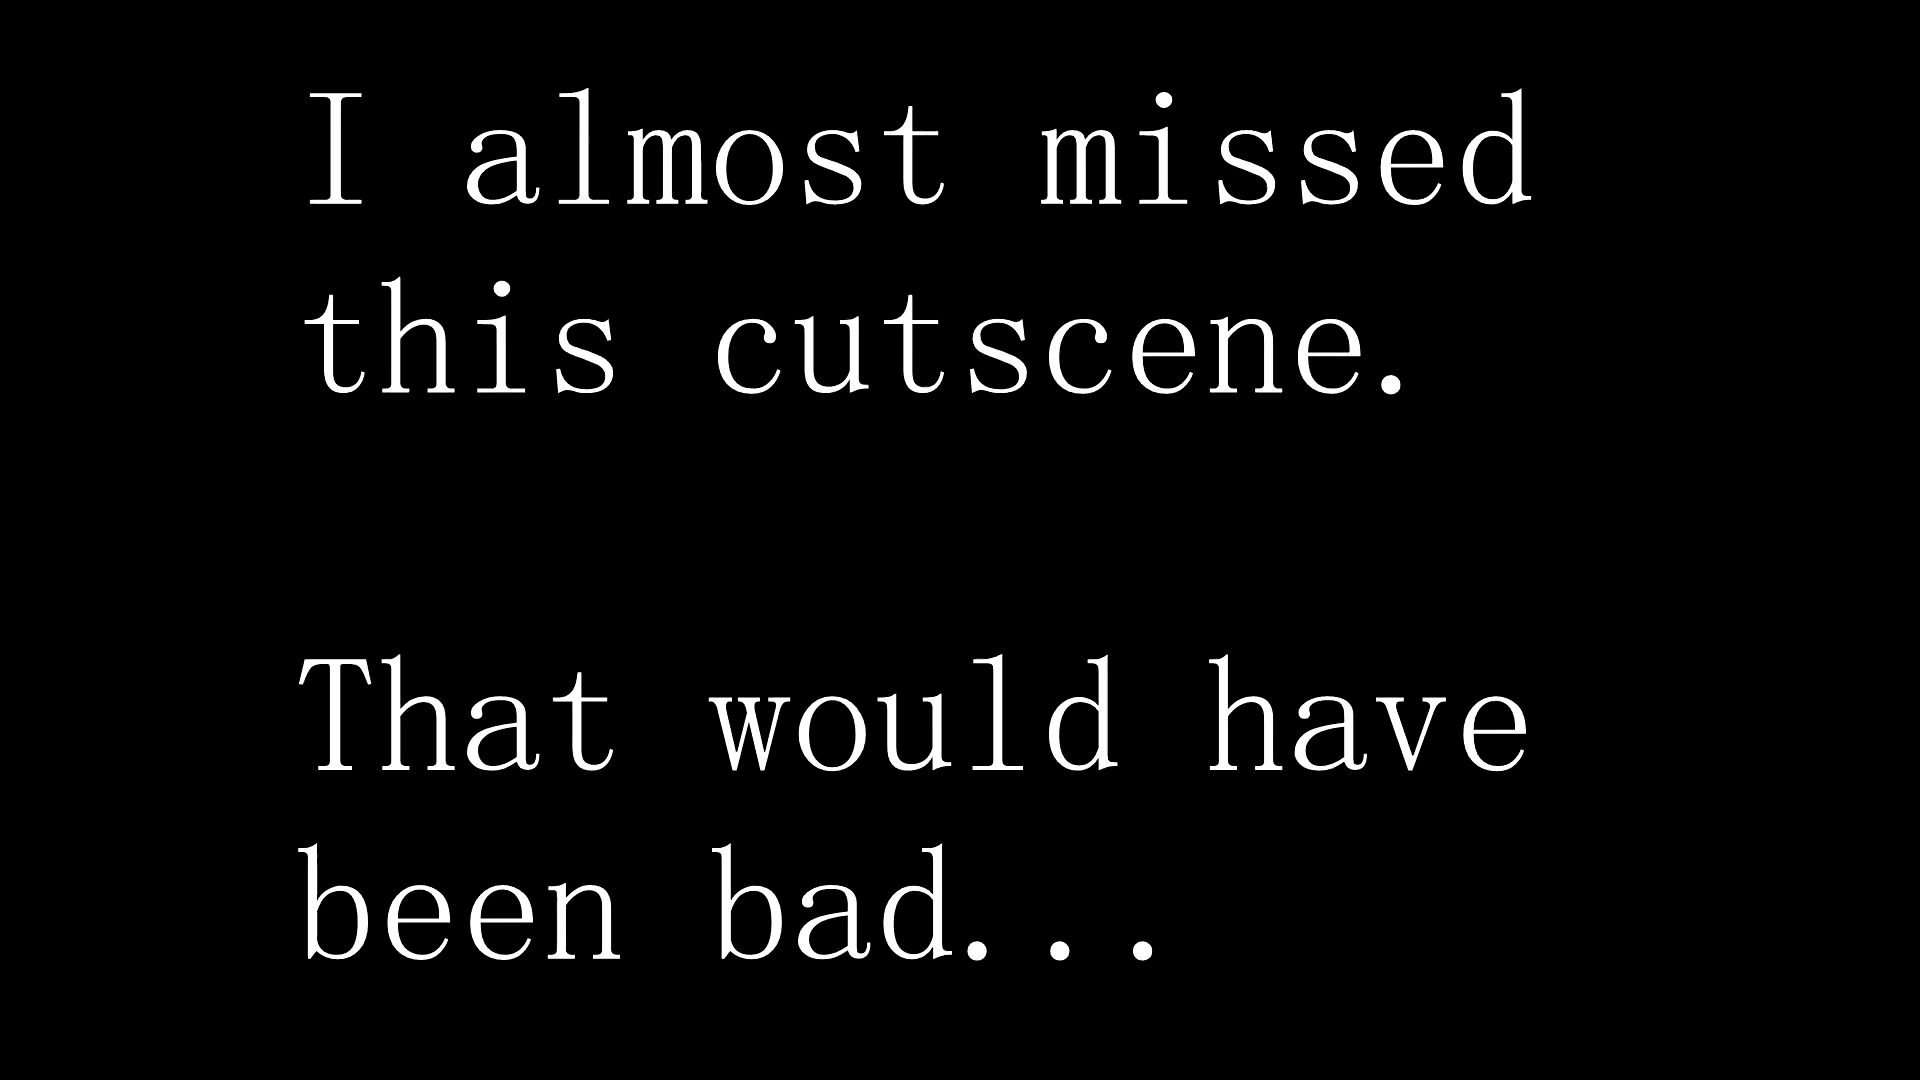 I almost missed
this cutscene.
That would have
been bad...